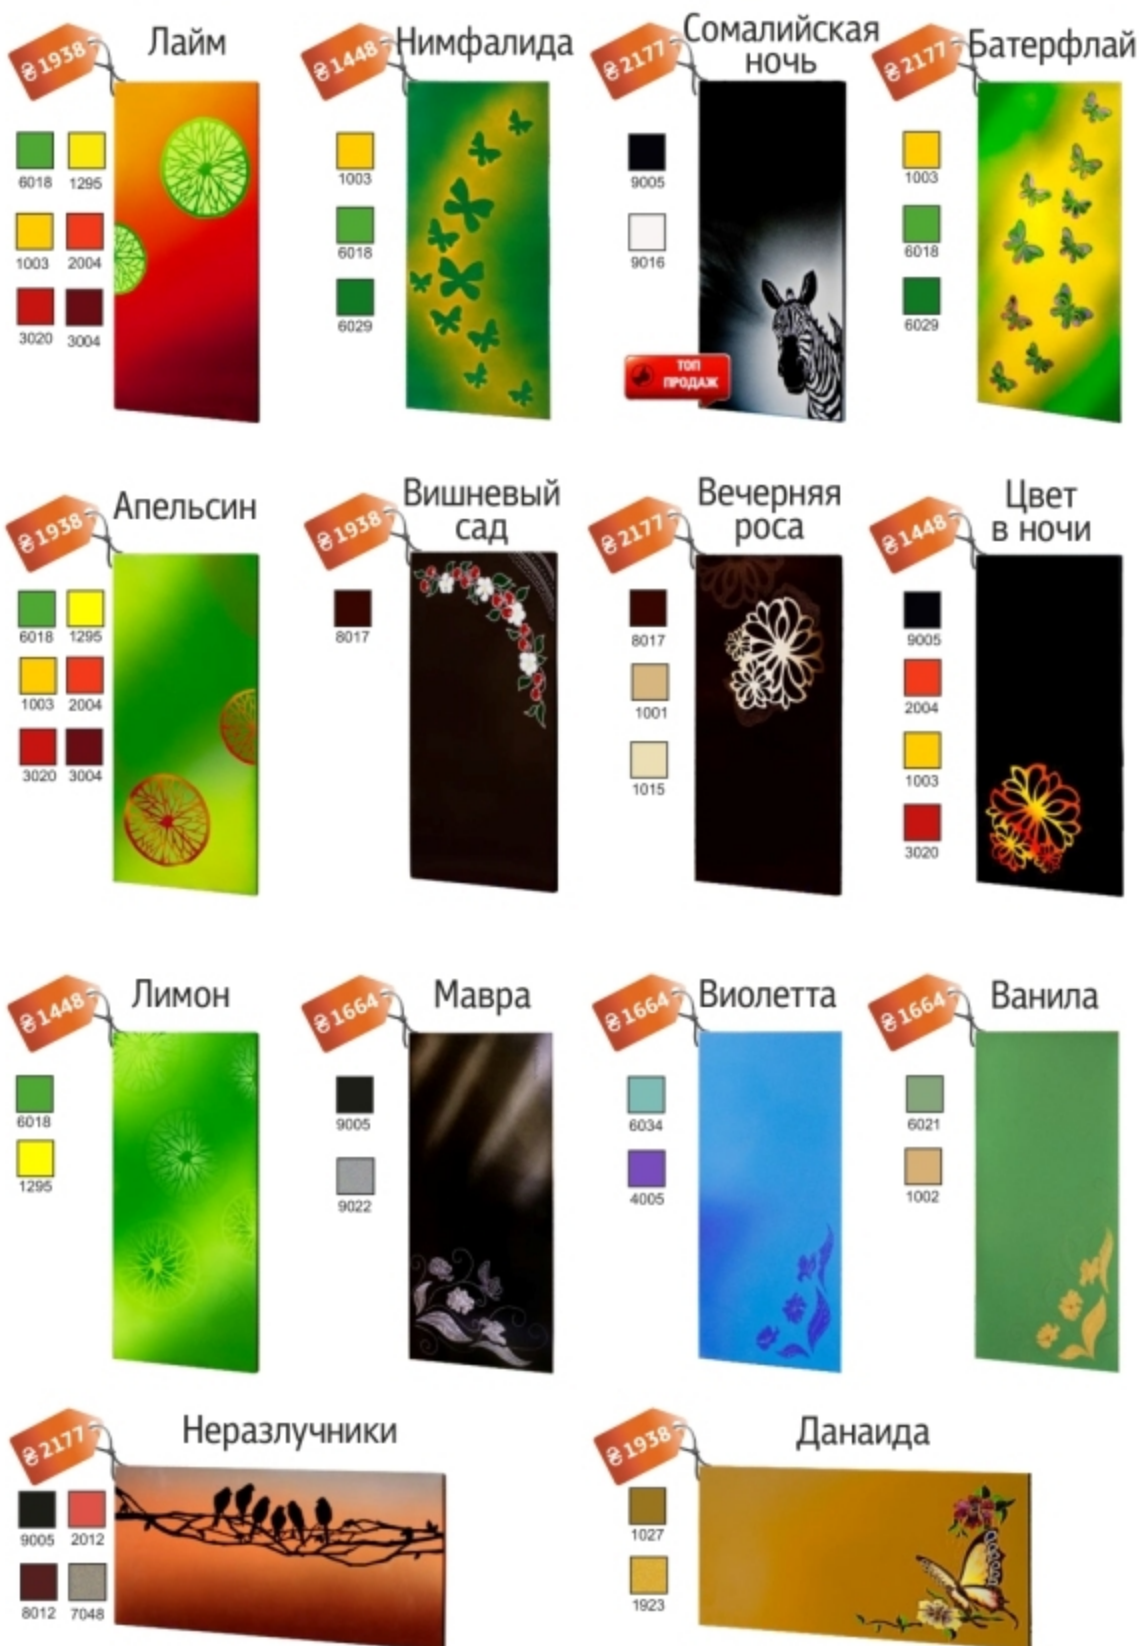 ₴1938
Лайм
6018 1295
1003 2004
3020 3004
₴1448
Нимфалида
1003
6018
6029
₴2177
Сомалийская
ночь
9005
9016
ТОП
ПРОДАЖ
₴2177
Батерфлай
1003
6018
6029
₴1938
Апельсин
6018 1295
1003 2004
3020 3004
₴1938
Вишневый
сад
8017
₴2177
Вечерняя
роса
8017
1001
1015
₴1448
Цвет
в ночи
9005
2004
1003
3020
₴1448
Лимон
6018
1295
₴1664
Мавра
9005
9022
₴1664
Виолетта
6034
4005
₴1664
Ванила
6021
1002
₴2177
Неразлучники
9005 2012
8012 7048
₴1938
Данаида
1027
1923